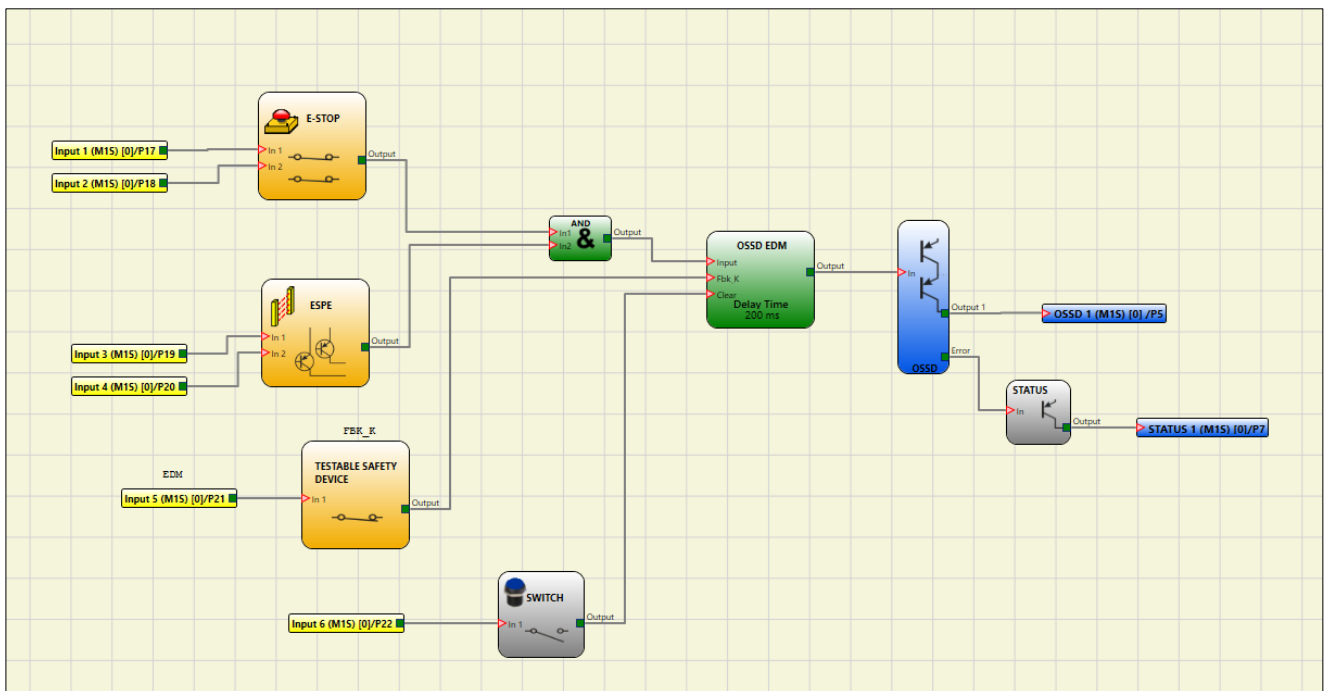 E-STOP
Input 1 (M1S) [0]/P17
In 1
Output
In 2
Input 2 (M1S) [0]/P18
AND
In1
&
Output
In2
OSSD EDM
Input
Fbk_K
Output
Clear
Delay Time
200 ms
In
Output 1
OSSD 1 (M1S) [0] /P5
Error
OSSD
ESPE
In 1
Input 3 (M1S) [0]/P19
In 2
Output
Input 4 (M1S) [0]/P20
STATUS
In
Output
STATUS 1 (M1S) [0]/P7
FBK_K
TESTABLE SAFETY
DEVICE
EDM
Input 5 (M1S) [0]/P21
In 1
Output
SWITCH
Input 6 (M1S) [0]/P22
In 1
Output